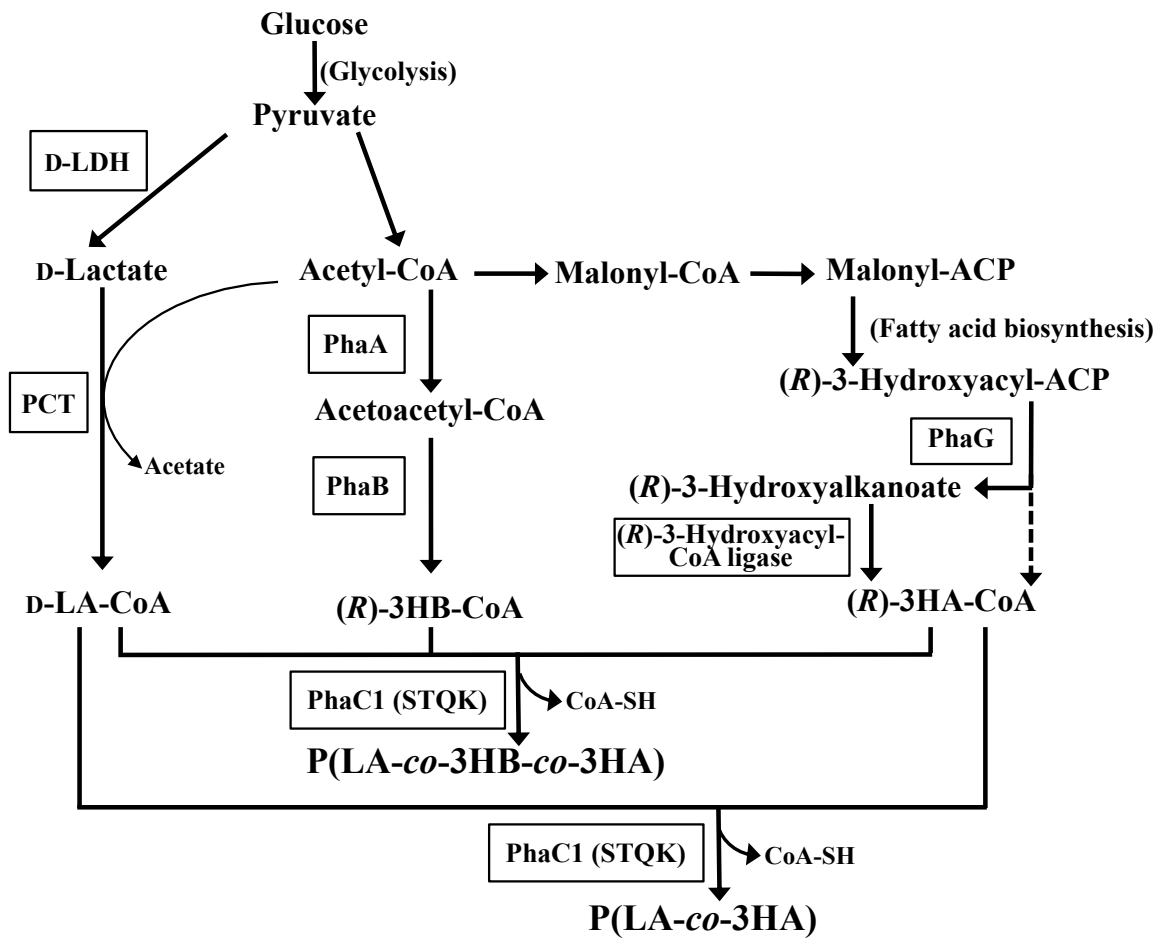 Glucose
(Glycolysis)
Pyruvate
D-LDH
D-Lactate
Acetyl-CoA
Malonyl-CoA
Malonyl-ACP
PhaA
(Fatty acid biosynthesis)
(R)-3-Hydroxyacyl-ACP
PCT
Acetoacetyl-CoA
PhaG
Acetate
PhaB
(R)-3-Hydroxyalkanoate
(R)-3-Hydroxyacyl-
CoA ligase
D-LA-CoA
(R)-3HB-CoA
(R)-3HA-CoA
PhaC1 (STQK)
CoA-SH
P(LA-co-3HB-co-3HA)
PhaC1 (STQK)
CoA-SH
P(LA-co-3HA)